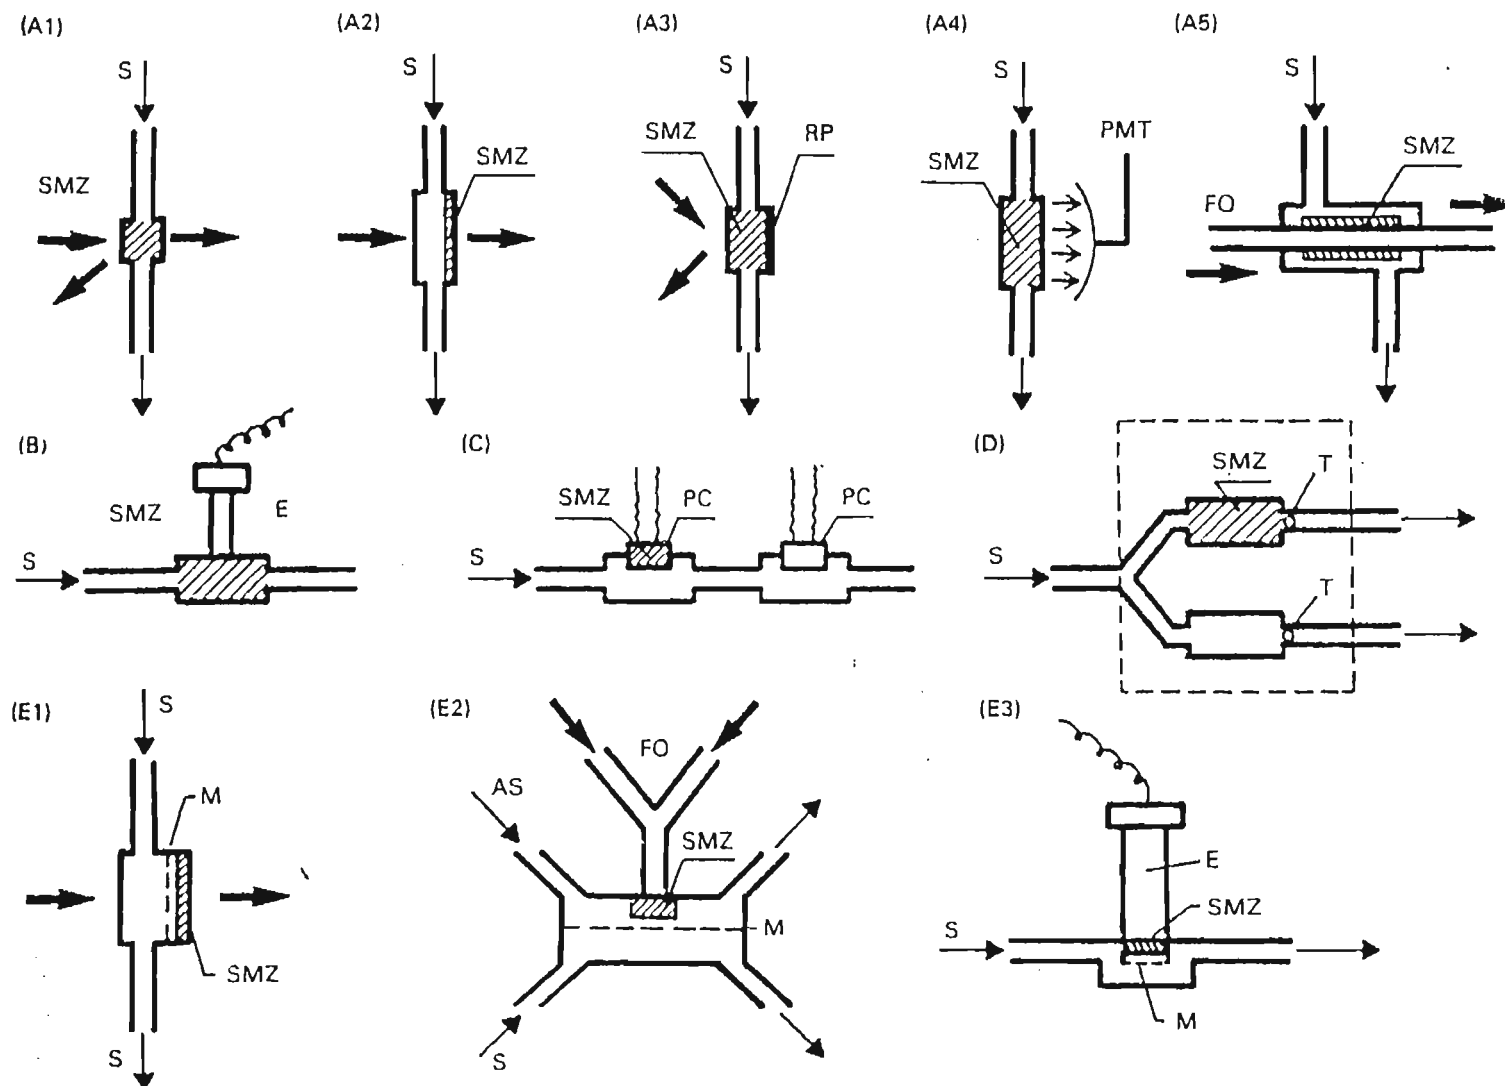 (A1)
(A2)
(A3)
(A4)
(A5)
S
S
S
S
S
SMZ
SMZ
SMZ
RP
SMZ
PMT
SMZ
FO
(B)
(C)
(D)
SMZ
E
S
SMZ
PC
PC
S
SMZ
T
S
T
(E1)
S
(E2)
(E3)
M
SMZ
S
FO
AS
SMZ
M
S
E
SMZ
S
M